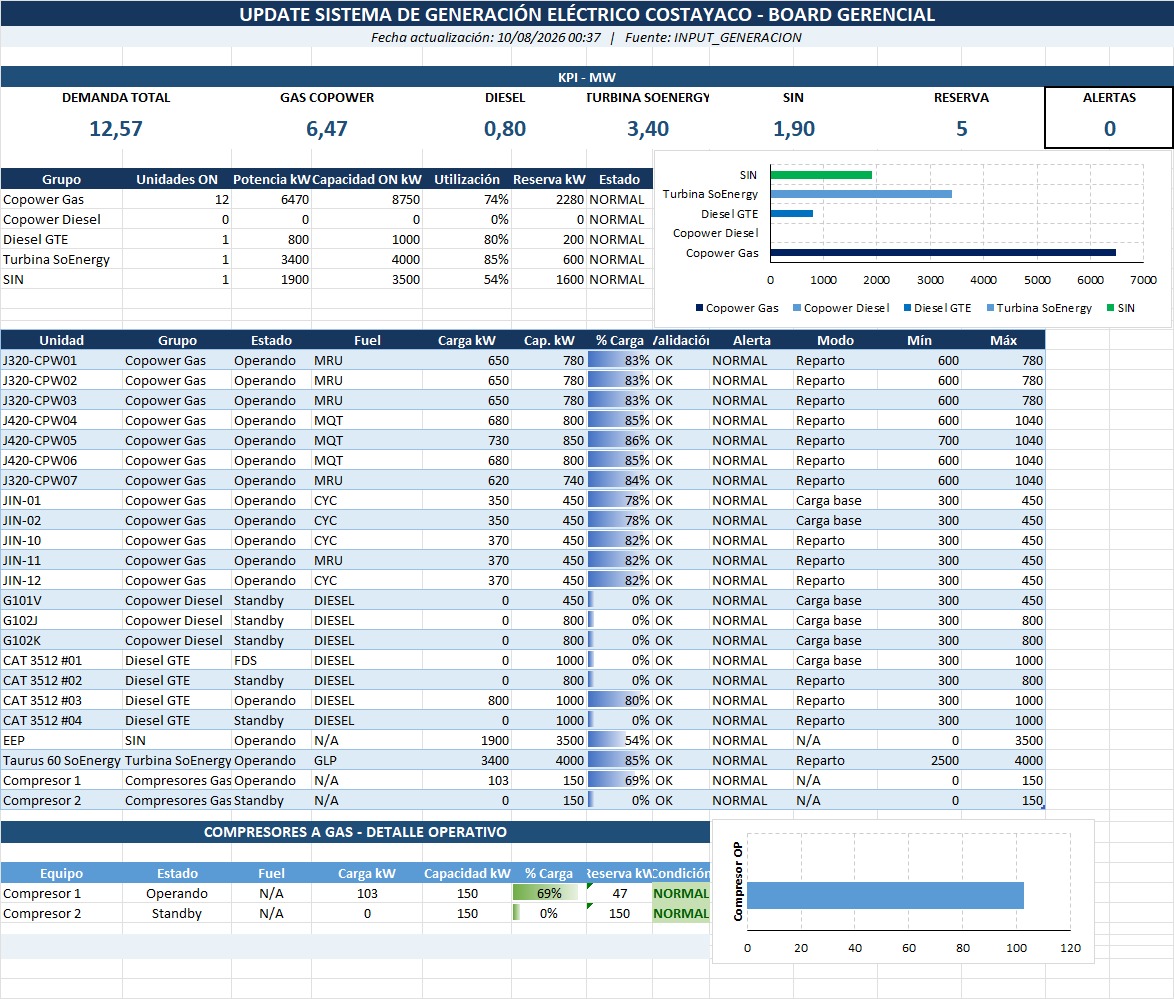 UPDATE SISTEMA DE GENERACIÓN ELÉCTRICO COSTAYACO - BOARD GERENCIAL
Fecha actualización: 10/08/2026 00:37 | Fuente: INPUT_GENERACION
KPI - MW
DEMANDA TOTAL GAS COPOWER DIESEL TURBINA SOENERGY SIN RESERVA ALERTAS
12,57 6,47 0,80 3,40 1,90 5 0
Grupo Unidades ON Potencia kW Capacidad ON kW Utilización Reserva kW Estado
Copower Gas 12 6470 8750 74% 2280 NORMAL
Copower Diesel 0 0 0 0% 0 NORMAL
Diesel GTE 1 800 1000 80% 200 NORMAL
Turbina SoEnergy 1 3400 4000 85% 600 NORMAL
SIN 1 1900 3500 54% 1600 NORMAL
SIN
Turbina SoEnergy
Diesel GTE
Copower Diesel
Copower Gas
0 1000 2000 3000 4000 5000 6000 7000
Copower Gas Copower Diesel Diesel GTE Turbina SoEnergy SIN
Unidad Grupo Estado Fuel Carga kW Cap. kW % Carga Validación Alerta Modo Mín Máx
J320-CPW01 Copower Gas Operando MRU 650 780 83% OK NORMAL Reparto 600 780
J320-CPW02 Copower Gas Operando MRU 650 780 83% OK NORMAL Reparto 600 780
J320-CPW03 Copower Gas Operando MRU 650 780 83% OK NORMAL Reparto 600 780
J420-CPW04 Copower Gas Operando MQT 680 800 85% OK NORMAL Reparto 600 1040
J420-CPW05 Copower Gas Operando MQT 730 850 86% OK NORMAL Reparto 700 1040
J420-CPW06 Copower Gas Operando MQT 680 800 85% OK NORMAL Reparto 600 1040
J320-CPW07 Copower Gas Operando MRU 620 740 84% OK NORMAL Reparto 600 1040
JIN-01 Copower Gas Operando CYC 350 450 78% OK NORMAL Carga base 300 450
JIN-02 Copower Gas Operando CYC 350 450 78% OK NORMAL Carga base 300 450
JIN-10 Copower Gas Operando CYC 370 450 82% OK NORMAL Reparto 300 450
JIN-11 Copower Gas Operando MRU 370 450 82% OK NORMAL Reparto 300 450
JIN-12 Copower Gas Operando CYC 370 450 82% OK NORMAL Reparto 300 450
G101V Copower Diesel Standby DIESEL 0 450 0% OK NORMAL Carga base 300 450
G102J Copower Diesel Standby DIESEL 0 800 0% OK NORMAL Carga base 300 800
G102K Copower Diesel Standby DIESEL 0 800 0% OK NORMAL Carga base 300 800
CAT 3512 #01 Diesel GTE FDS DIESEL 0 1000 0% OK NORMAL Carga base 300 1000
CAT 3512 #02 Diesel GTE Standby DIESEL 0 800 0% OK NORMAL Reparto 300 800
CAT 3512 #03 Diesel GTE Operando DIESEL 800 1000 80% OK NORMAL Reparto 300 1000
CAT 3512 #04 Diesel GTE Standby DIESEL 0 1000 0% OK NORMAL Reparto 300 1000
EEP SIN Operando N/A 1900 3500 54% OK NORMAL N/A 0 3500
Taurus 60 SoEnergy Turbina SoEnergy Operando GLP 3400 4000 85% OK NORMAL Reparto 2500 4000
Compresor 1 Compresores Gas Operando N/A 103 150 69% OK NORMAL N/A 0 150
Compresor 2 Compresores Gas Standby N/A 0 150 0% OK NORMAL N/A 0 150
COMPRESORES A GAS - DETALLE OPERATIVO
Equipo Estado Fuel Carga kW Capacidad kW % Carga Reserva kW Condición
Compresor 1 Operando N/A 103 150 69% 47 NORMAL
Compresor 2 Standby N/A 0 150 0% 150 NORMAL
Compresor OP
0 20 40 60 80 100 120